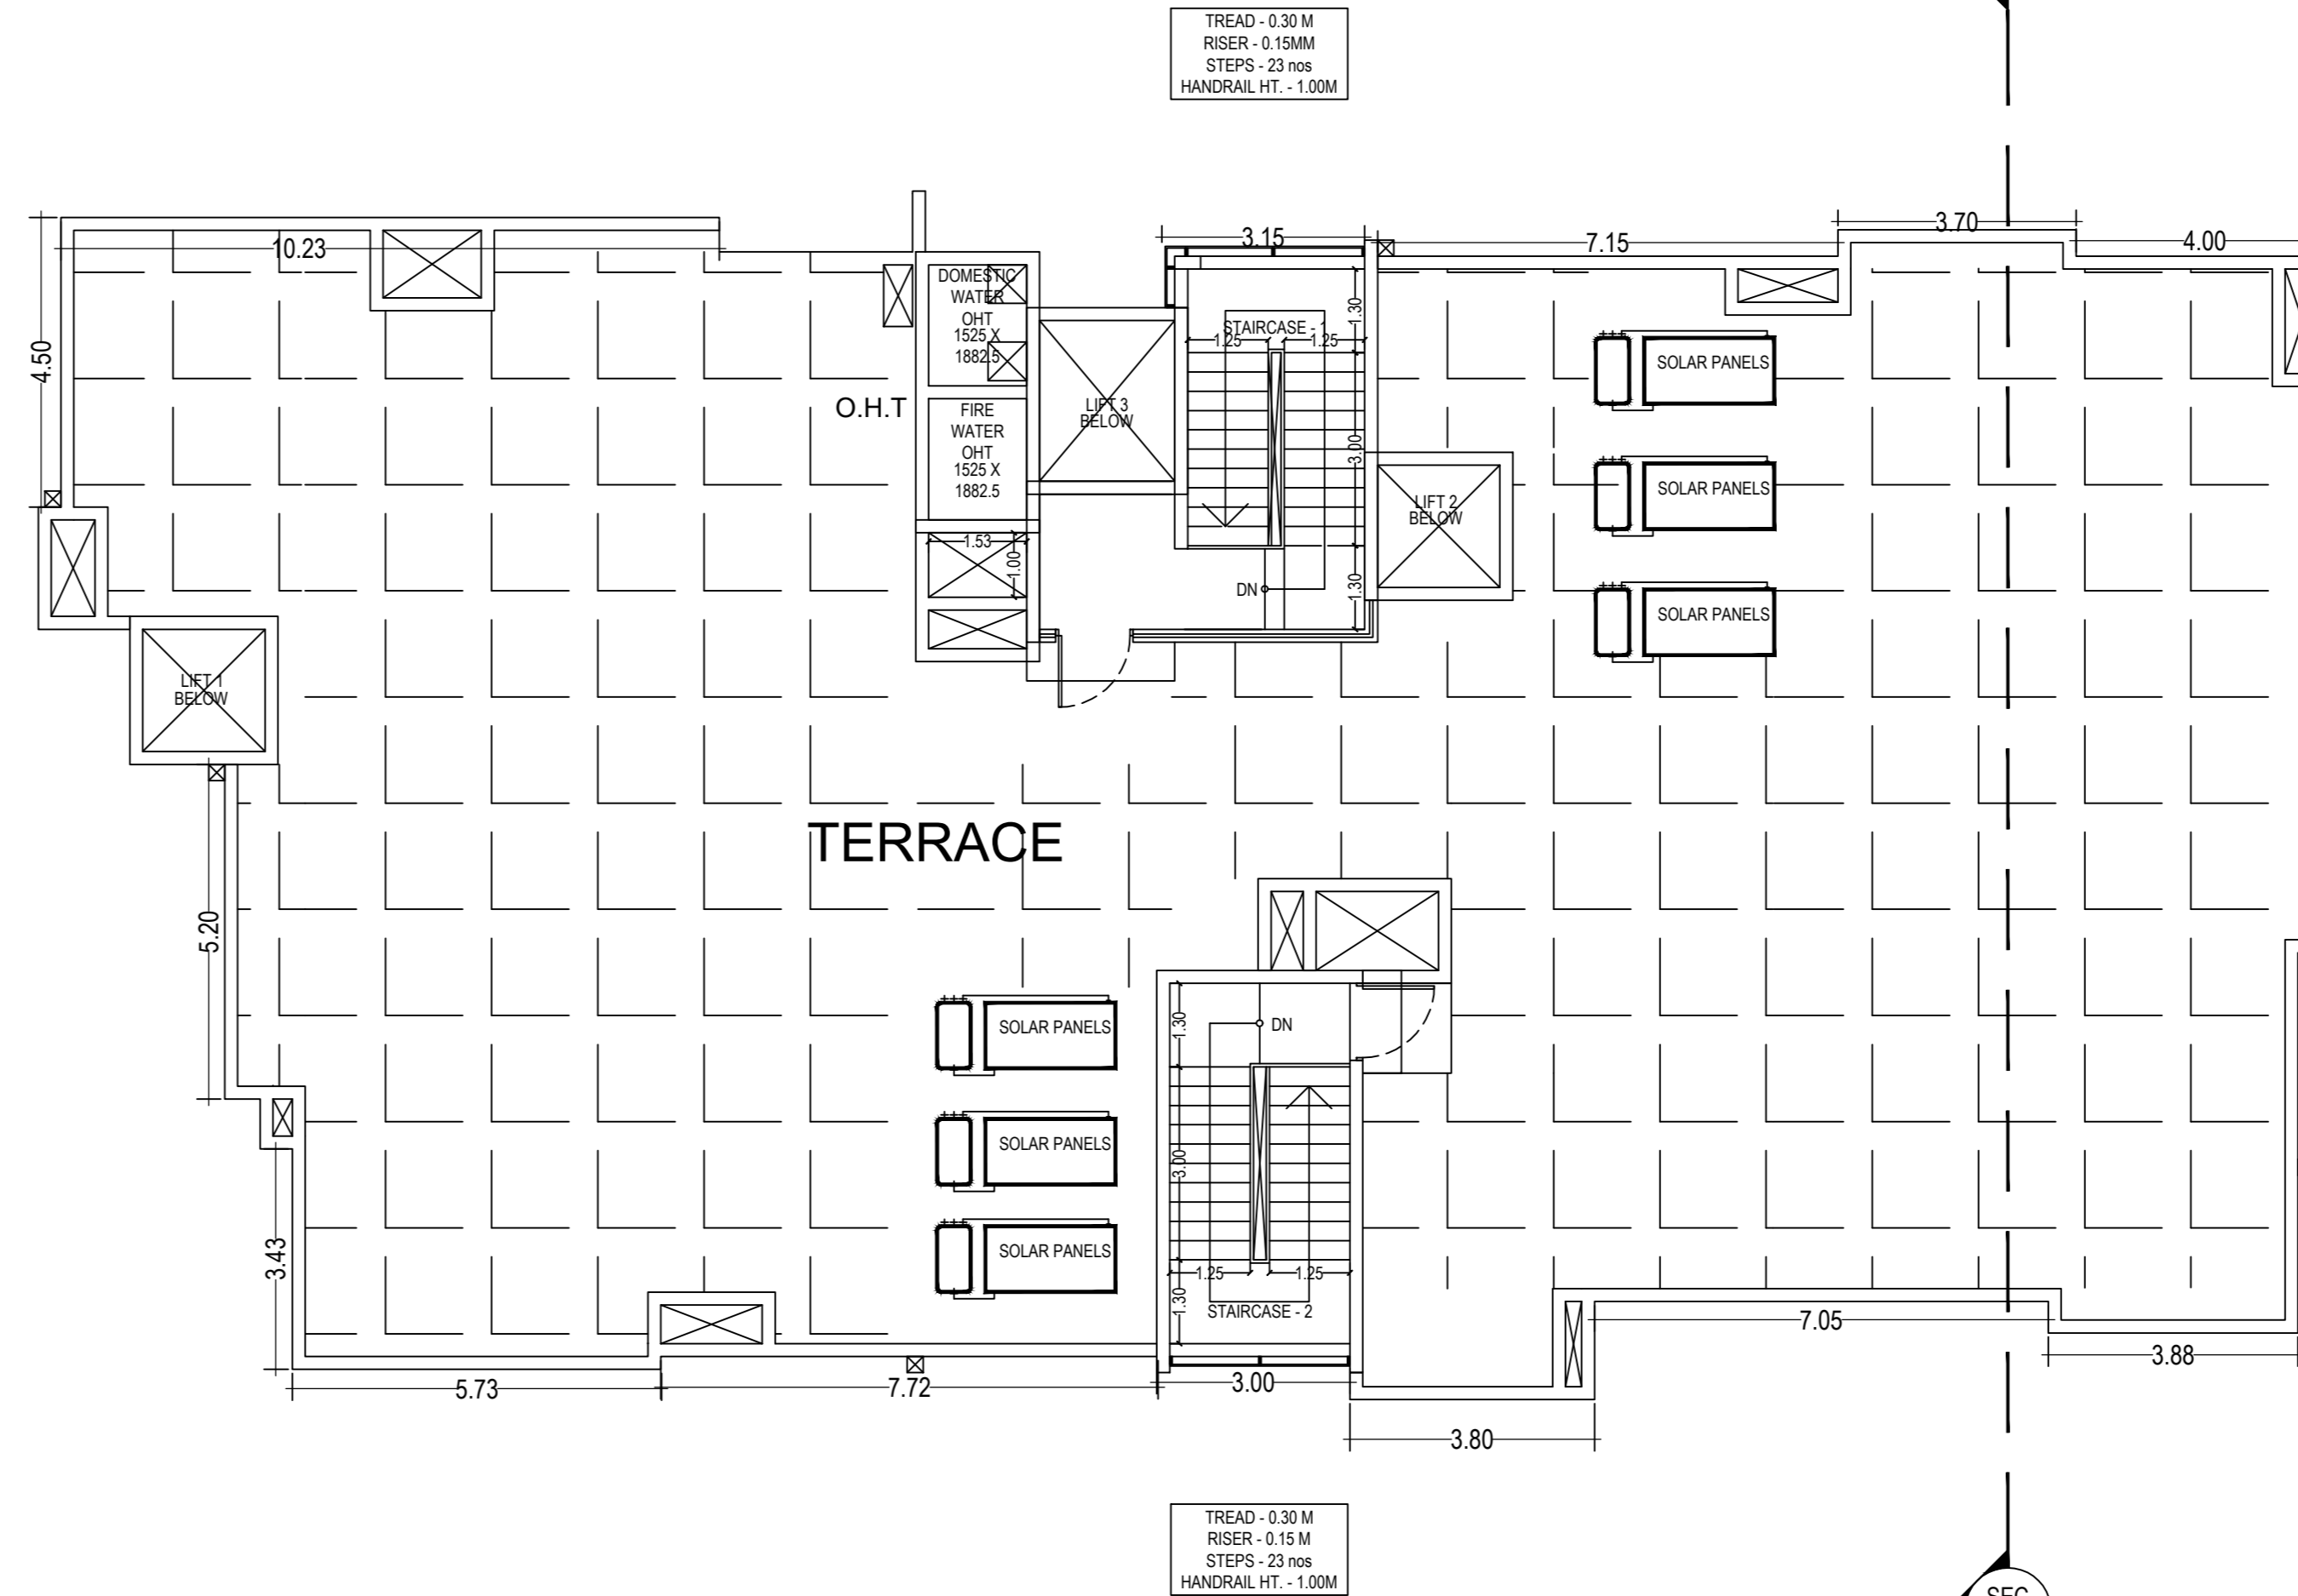 TREAD - 0.30 M
RISER - 0.15MM
STEPS - 23 nos
HANDRAIL HT. - 1.00M
10.23
3.15
7.15
3.70
4.00
4.50
DOMESTIC
WATER
OHT
1525 X
1882.5
STAIRCASE - 1
1.25
1.25
1.30
SOLAR PANELS
O.H.T
FIRE
WATER
OHT
1525 X
1882.5
LIFT 3
BELOW
3.00
SOLAR PANELS
LIFT 2
BELOW
1.53
1.00
DN
1.30
SOLAR PANELS
LIFT 1
BELOW
TERRACE
5.20
SOLAR PANELS
1.30
DN
SOLAR PANELS
3.00
3.43
SOLAR PANELS
1.25
1.25
1.30
STAIRCASE - 2
7.05
3.88
5.73
7.72
3.00
3.80
TREAD - 0.30 M
RISER - 0.15 M
STEPS - 23 nos
HANDRAIL HT. - 1.00M
SEC